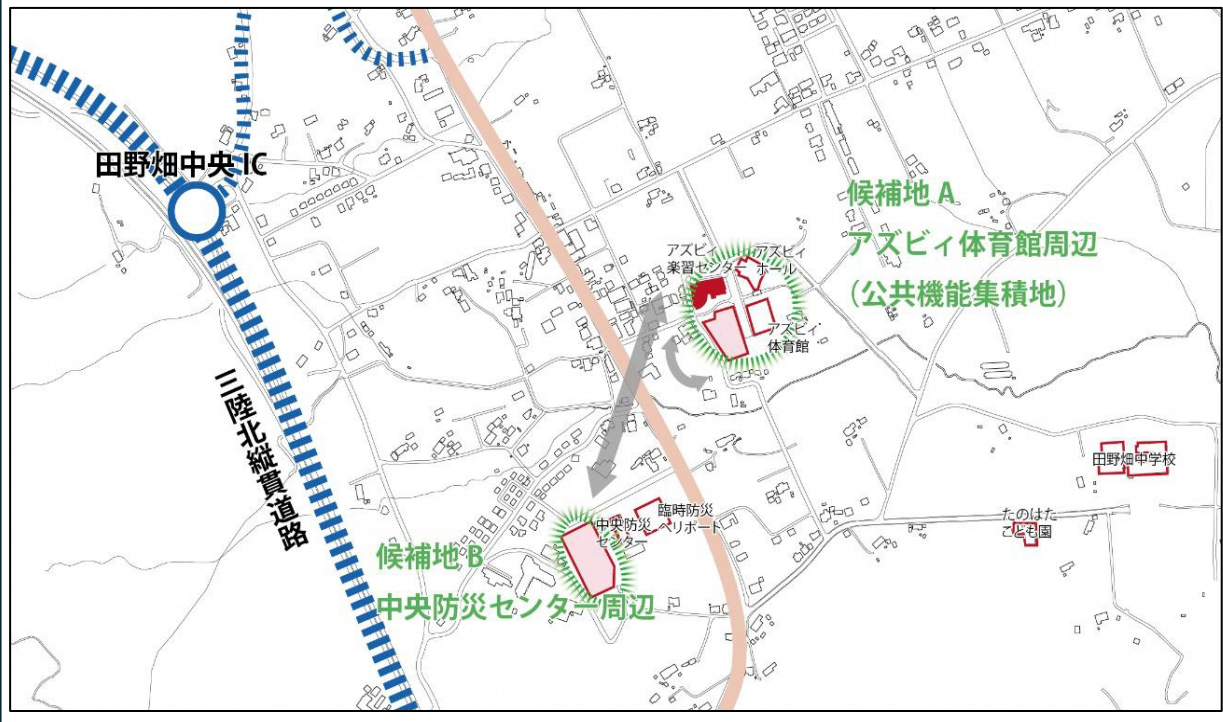 田野畑中央 IC
三陸北縦貫道路
候補地 A
アズビィ体育館周辺
（公共機能集積地）
アズビィ
楽習センター
アズビィ
ホール
アズビィ
体育館
田野畑中学校
たのはた
こども園
臨時防災
ヘリポート
中央防災
センター
候補地 B
中央防災センター周辺